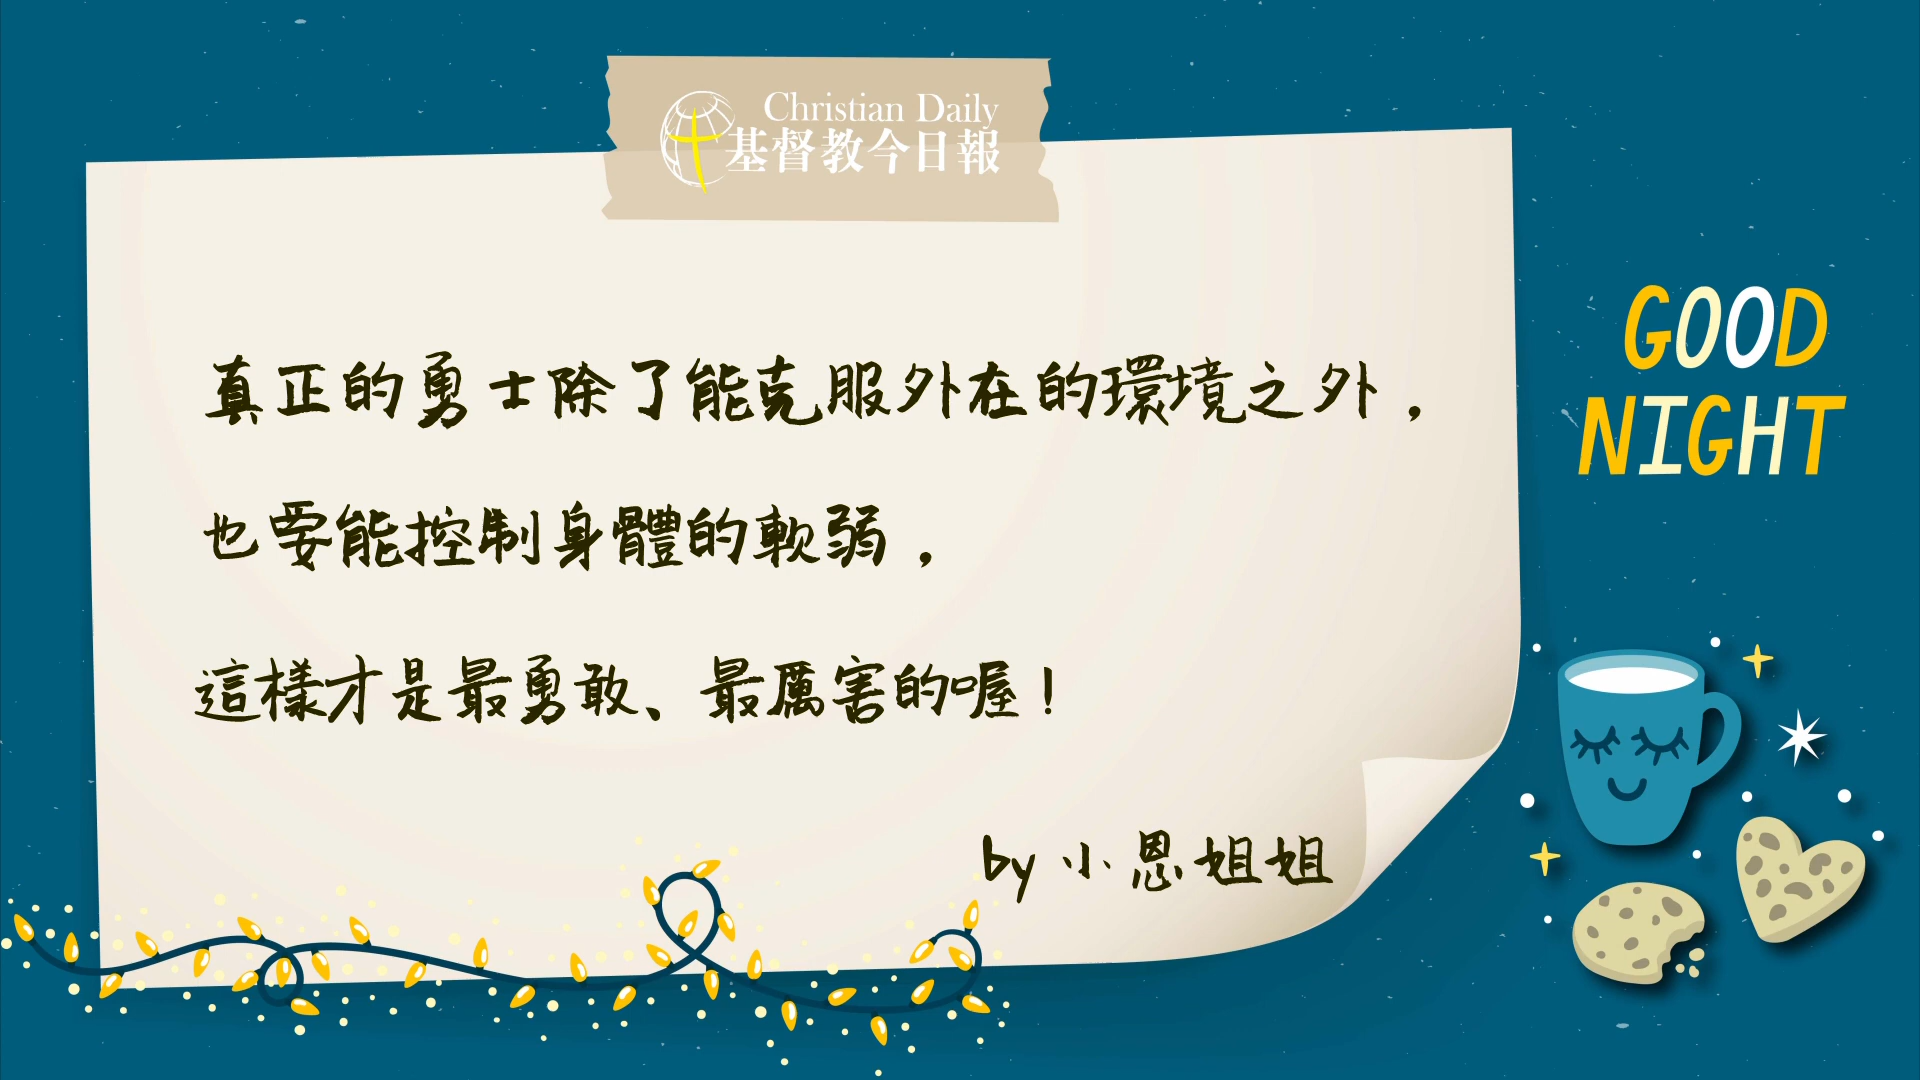 Christian Daily
基督教今日報
真正的勇士除了能克服外在的環境之外，
也要能控制身體的軟弱，
這樣才是最勇敢、最厲害的喔！
by 小恩姐姐
GOOD
NIGHT